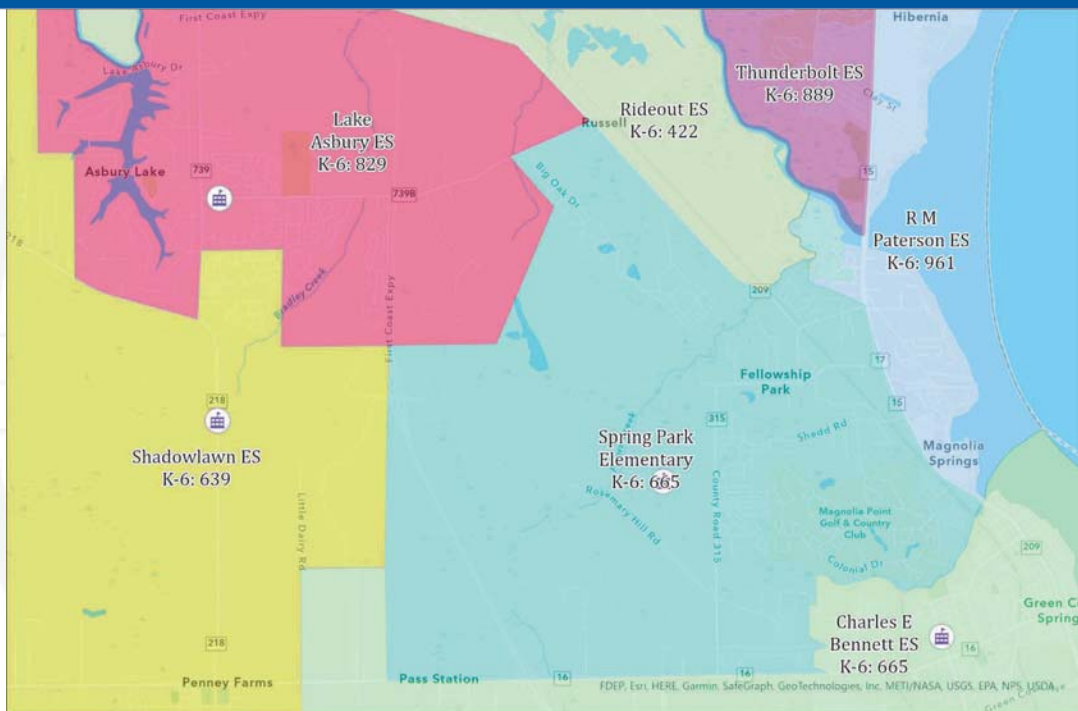 First Coast Expy
Hibernia
Lake Asbury Dr
Thunderbolt ES
K-6: 889
Clay St
Rideout ES
K-6: 422
Russell
Lake
Asbury ES
K-6: 829
Big Oak Dr
Asbury Lake
739
739B
15
R M
Paterson ES
K-6: 961
218
Bradley Creek
First Coast Expy
209
17
Fellowship
Park
218
315
15
Shedd Rd
Shadowlawn ES
K-6: 639
Spring Park
Elementary
K-6: 665
Magnolia
Springs
Little Dairy Rd
Rosemary Hill Rd
County Road 315
Magnolia Point
Golf & Country
Club
Colonial Dr
209
Charles E
Bennett ES
K-6: 665
16
218
Penney Farms
Pass Station
16
16
FDEP, Esri, HERE, Garmin, SafeGraph, GeoTechnologies, Inc, METI/NASA, USGS, EPA, NPS, USDA